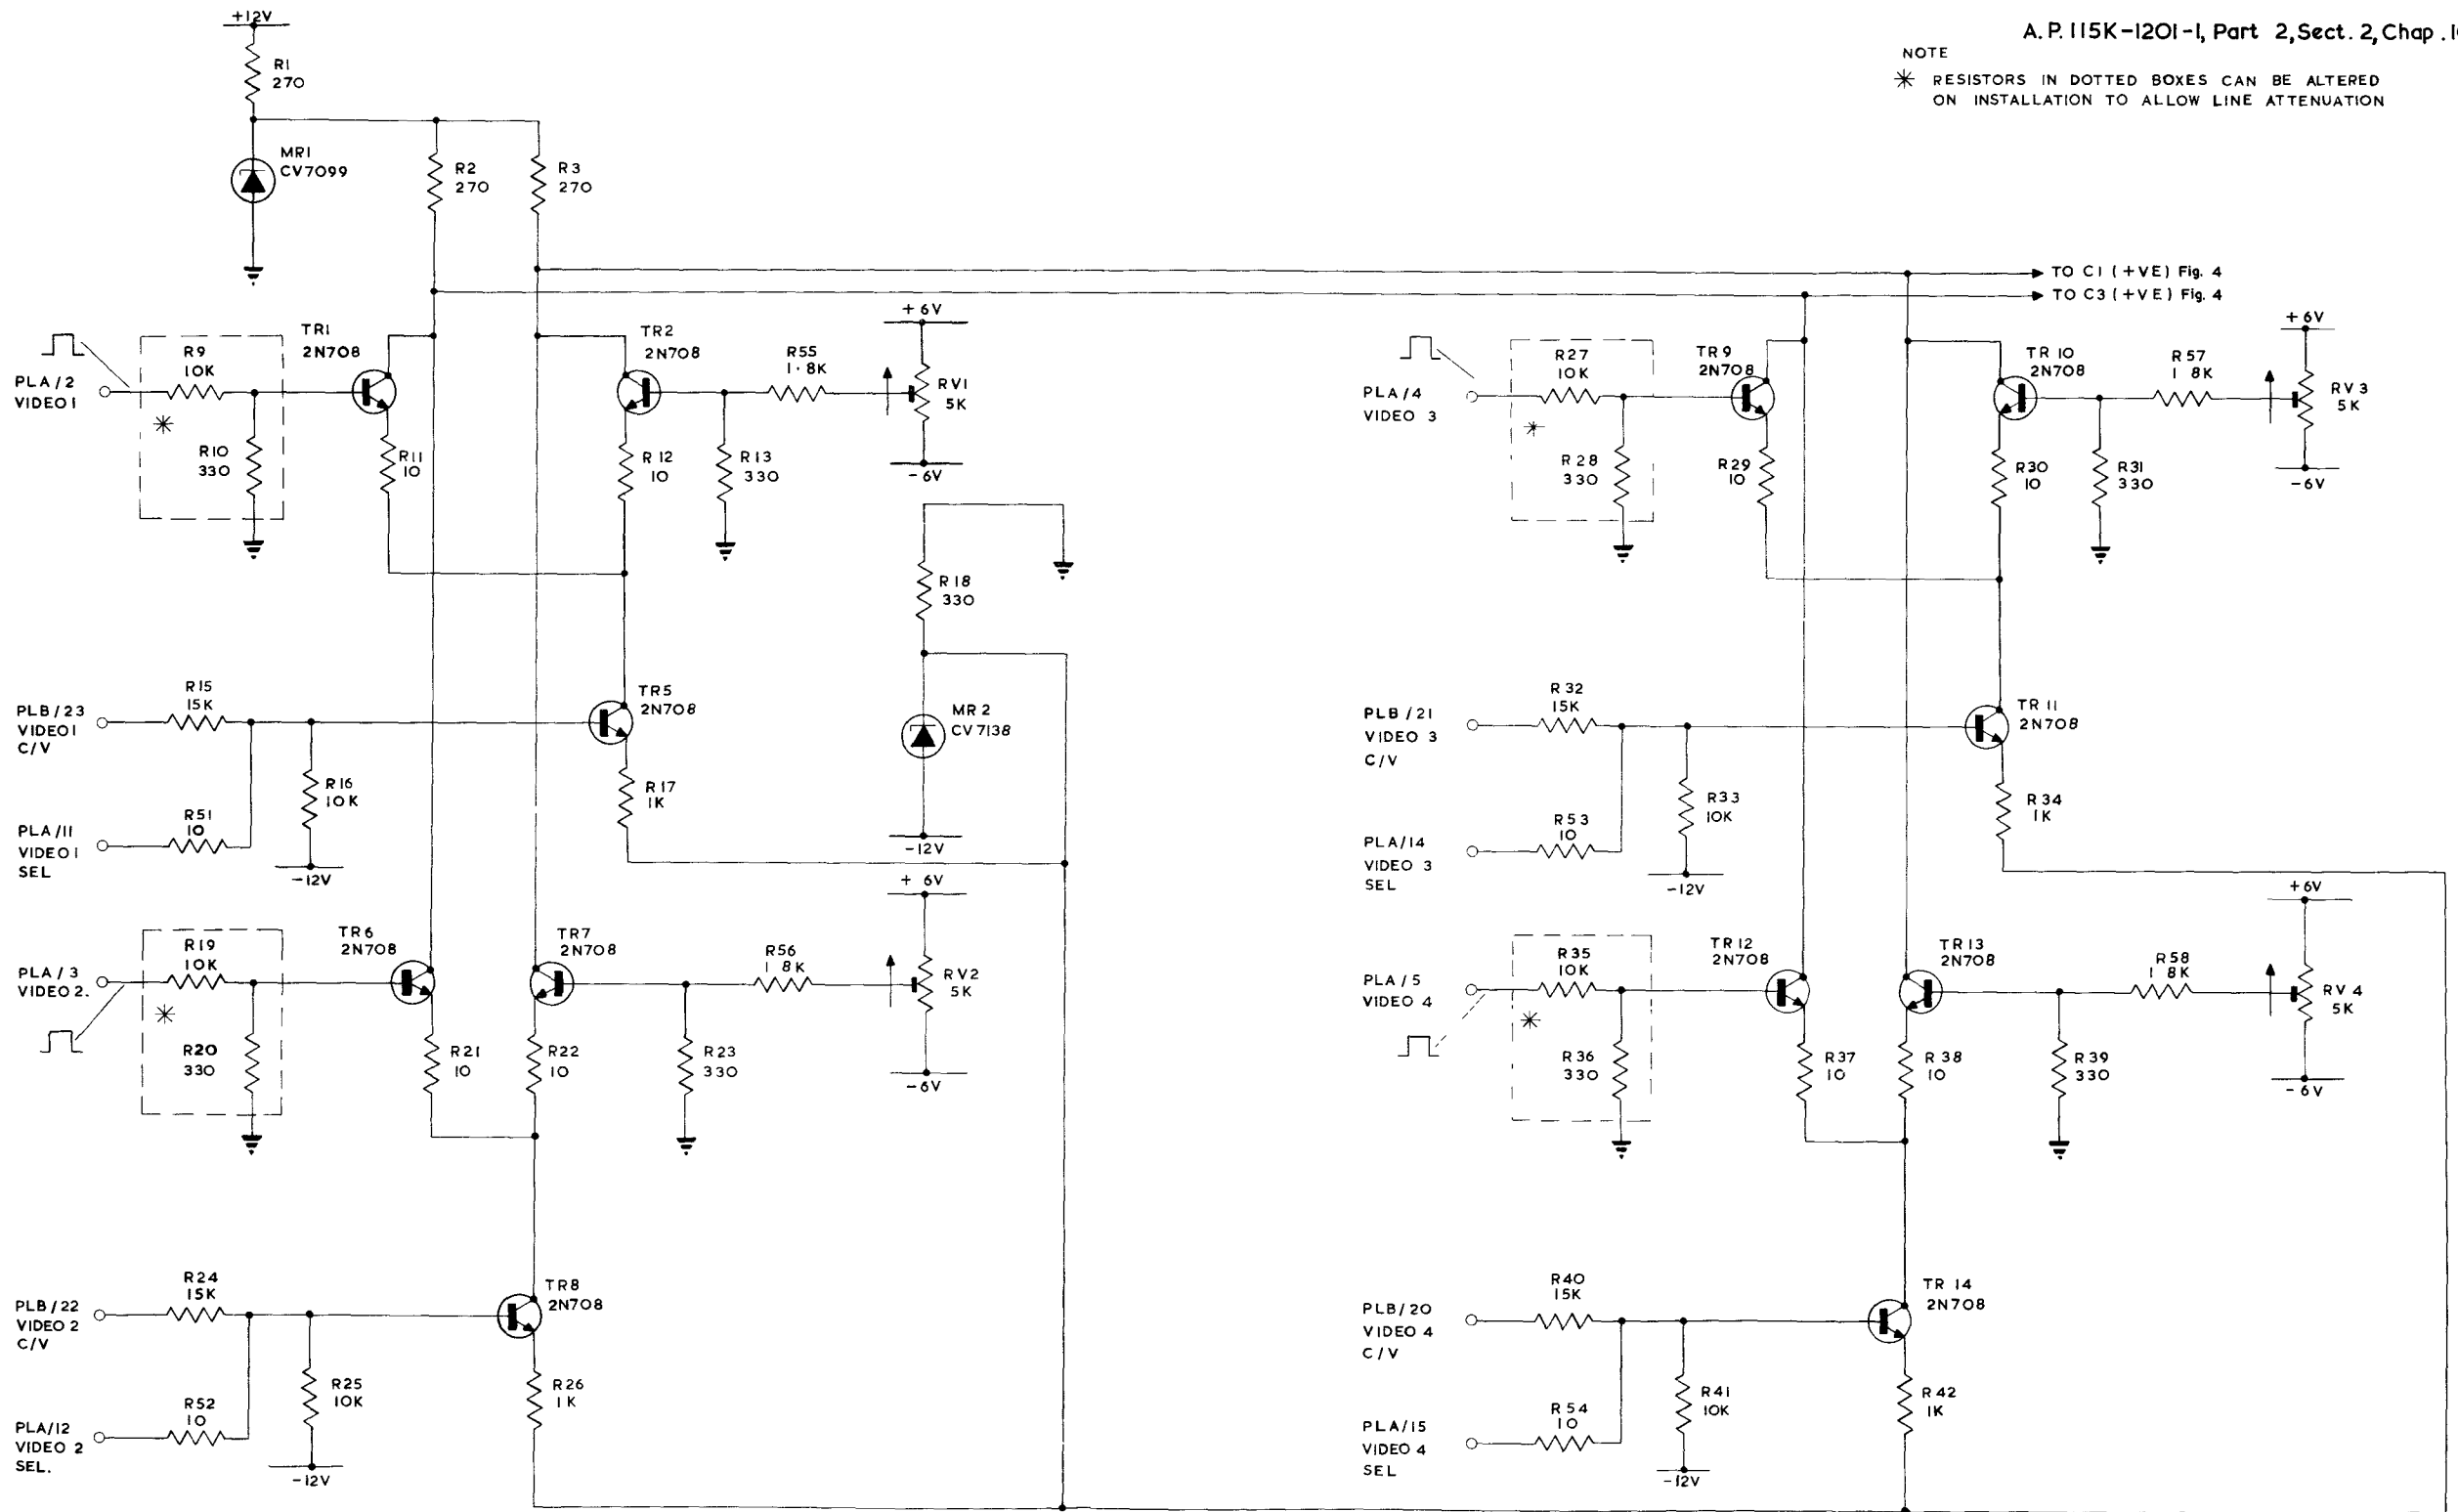 A.P. 115K-1201-1, Part 2, Sect. 2, Chap. 1
NOTE
* RESISTORS IN DOTTED BOXES CAN BE ALTERED
ON INSTALLATION TO ALLOW LINE ATTENUATION
+12V
R1
270
MR1
CV7099
R2
270
R3
270
TO C1 (+VE) Fig. 4
TO C3 (+VE) Fig. 4
PLA/2
VIDEO 1
R9
10K
*
R10
330
TR1
2N708
R11
10
TR2
2N708
R12
10
R13
330
R55
1.8K
+6V
RV1
5K
-6V
R18
330
MR2
CV7138
-12V
PLB/23
VIDEO 1
C/V
R15
15K
PLA/11
VIDEO 1
SEL
R51
10
R16
10K
-12V
TR5
2N708
R17
1K
PLA/3
VIDEO 2.
R19
10K
*
R20
330
TR6
2N708
R21
10
TR7
2N708
R22
10
R23
330
R56
1 8K
+ 6V
RV2
5K
-6V
PLB/22
VIDEO 2
C/V
R24
15K
PLA/12
VIDEO 2
SEL.
R52
10
R25
10K
-12V
TR8
2N708
R26
1K
PLA/4
VIDEO 3
R27
10K
*
R28
330
TR9
2N708
R29
10
TR10
2N708
R30
10
R31
330
R57
1 8K
+6V
RV3
5K
-6V
PLB/21
VIDEO 3
C/V
R32
15K
PLA/14
VIDEO 3
SEL
R53
10
R33
10K
-12V
TR11
2N708
R34
1K
PLA/5
VIDEO 4
R35
10K
*
R36
330
TR12
2N708
R37
10
TR13
2N708
R38
10
R39
330
R58
1 8K
+6V
RV4
5K
-6V
PLB/20
VIDEO 4
C/V
R40
15K
PLA/15
VIDEO 4
SEL
R54
10
R41
10K
-12V
TR14
2N708
R42
1K